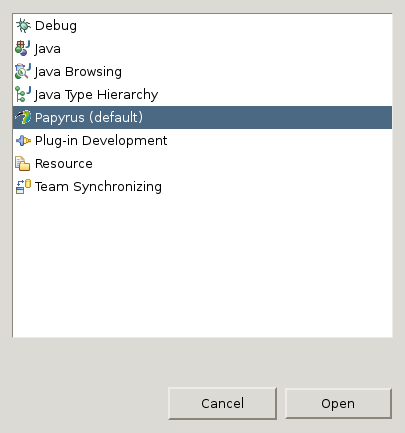 Debug
Java
Java Browsing
Java Type Hierarchy
Papyrus (default)
Plug-in Development
Resource
Team Synchronizing
Cancel
Open